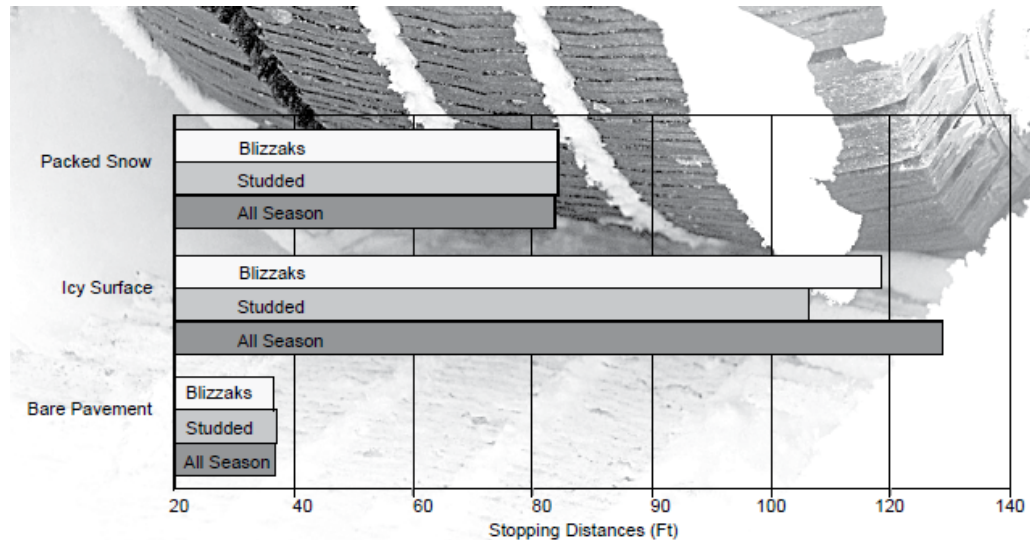 Packed Snow
Blizzaks
Studded
All Season
Icy Surface
Blizzaks
Studded
All Season
Bare Pavement
Blizzaks
Studded
All Season
20 40 60 80 90 100 120 140
Stopping Distances (Ft)